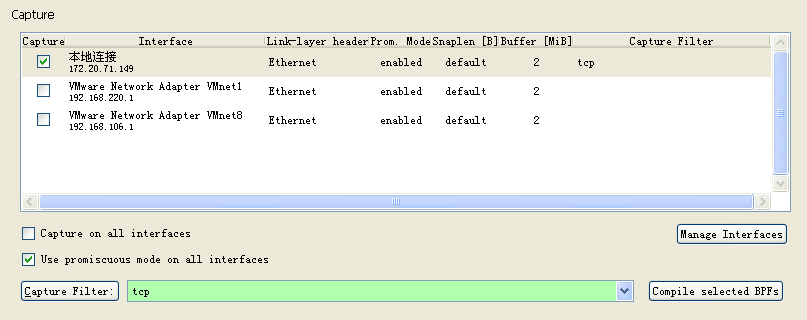 Capture
Capture Interface Link-layer header Prom. Mode Snaplen [B] Buffer [MiB] Capture Filter
本地连接
172.20.71.149 Ethernet enabled default 2 tcp
VMware Network Adapter VMnet1
192.168.220.1 Ethernet enabled default 2
VMware Network Adapter VMnet8
192.168.106.1 Ethernet enabled default 2
Capture on all interfaces
Manage Interfaces
Use promiscuous mode on all interfaces
Capture Filter: tcp Compile selected BPFs